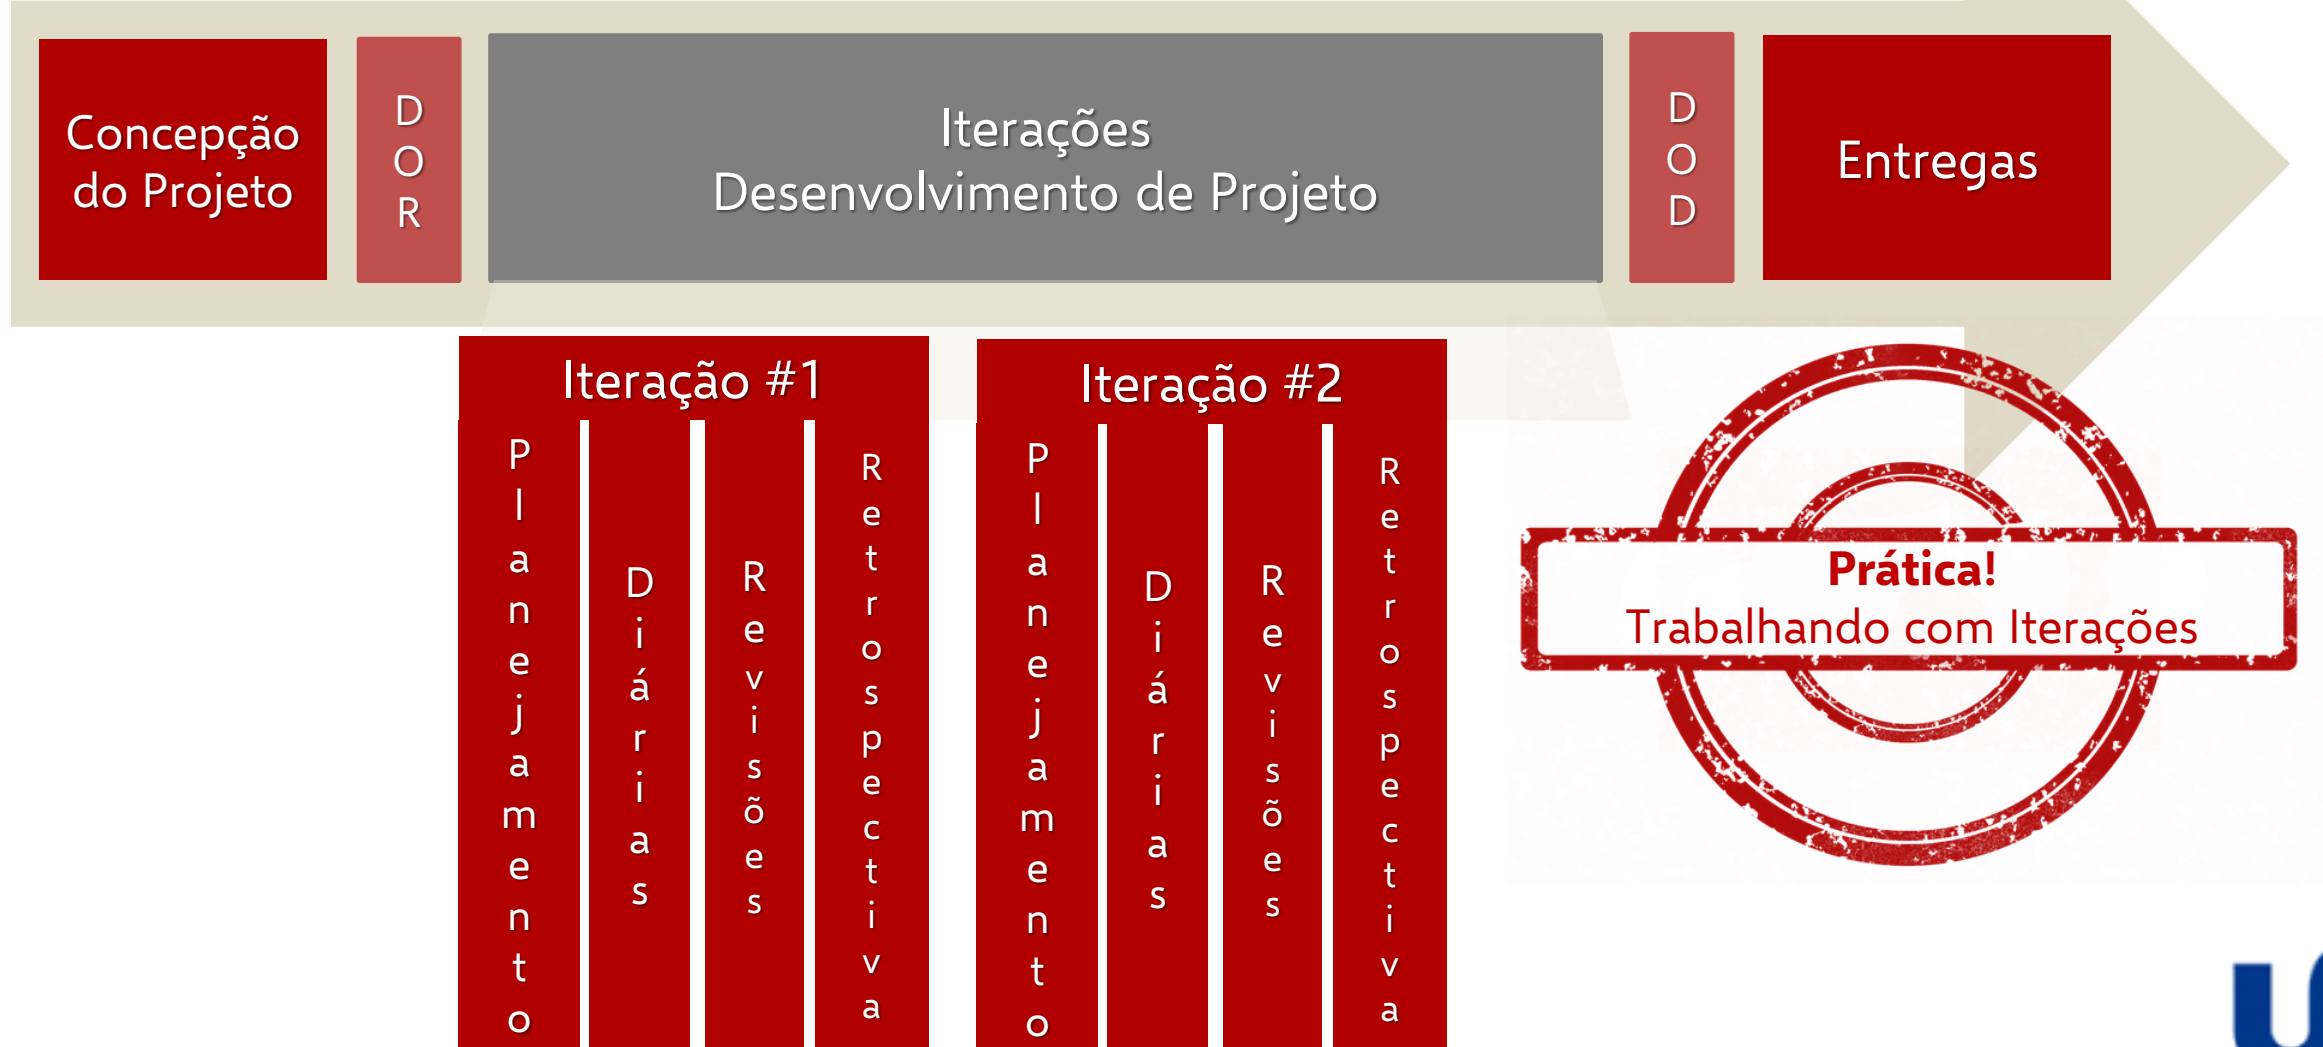 Concepção
do Projeto
DOR
Iterações
Desenvolvimento de Projeto
DOD
Entregas
Iteração #1
Planejamento
Diárias
Revisões
Retrospectiva
Iteração #2
Planejamento
Diárias
Revisões
Retrospectiva
Prática!
Trabalhando com Iterações